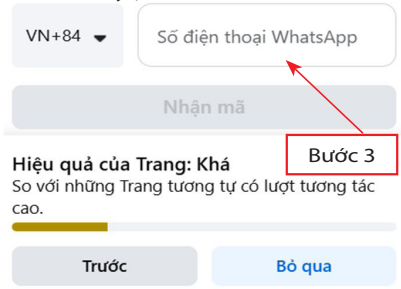 VN+84
Số điện thoại WhatsApp
Nhận mã
Bước 3
Hiệu quả của Trang: Khá
So với những Trang tương tự có lượt tương tác
cao.
Trước
Bỏ qua